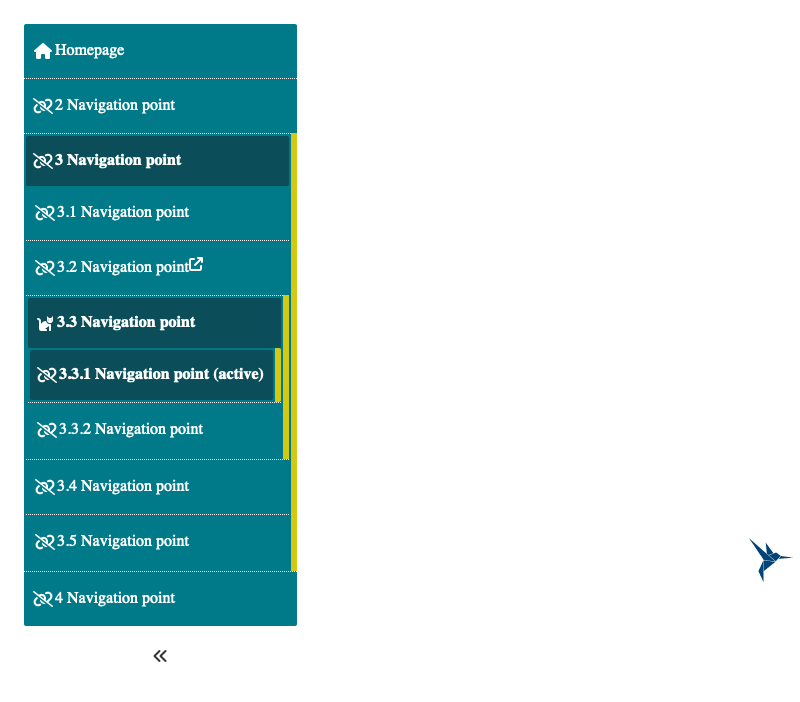 Homepage
2 Navigation point
3 Navigation point
3.1 Navigation point
3.2 Navigation point
3.3 Navigation point
3.3.1 Navigation point (active)
3.3.2 Navigation point
3.4 Navigation point
3.5 Navigation point
4 Navigation point